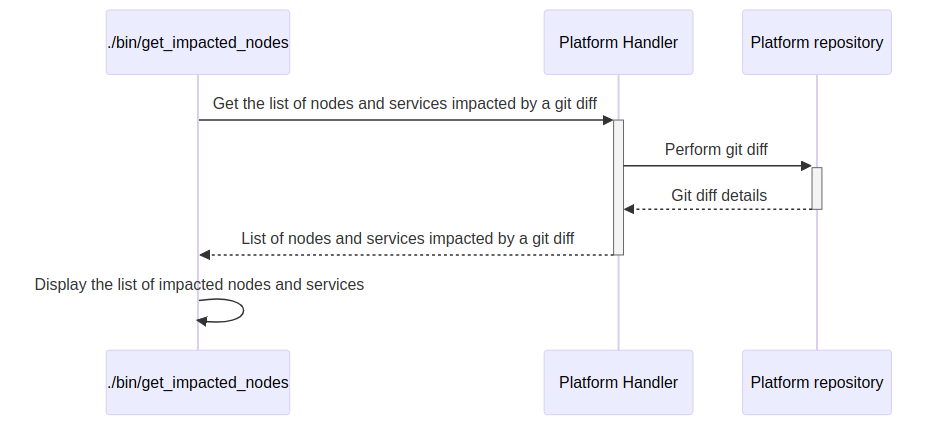 ./bin/get_impacted_nodes
Platform Handler
Platform repository
Get the list of nodes and services impacted by a git diff
Perform git diff
Git diff details
List of nodes and services impacted by a git diff
Display the list of impacted nodes and services
./bin/get_impacted_nodes
Platform Handler
Platform repository